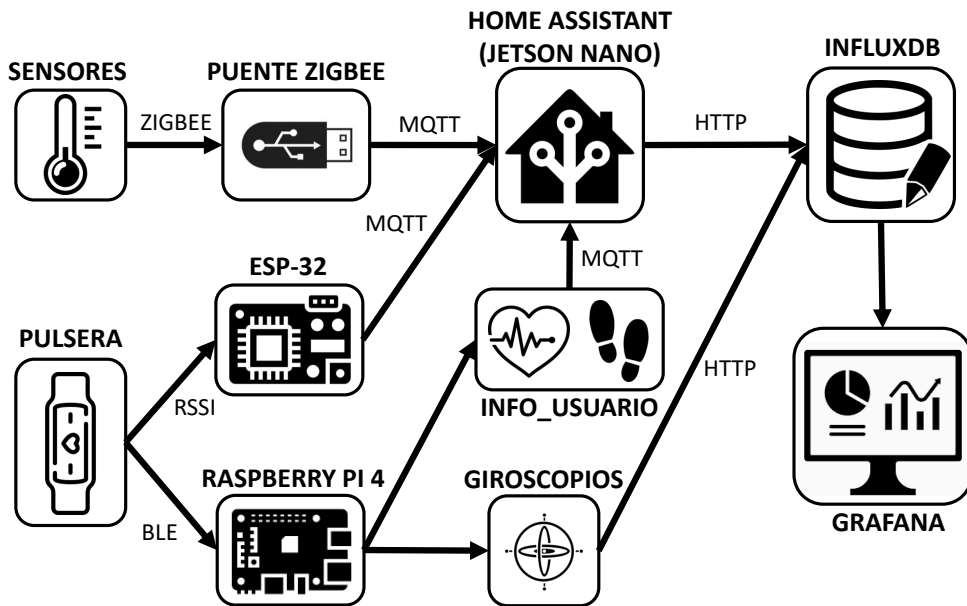 HOME ASSISTANT
(JETSON NANO)
INFLUXDB
SENSORES
PUENTE ZIGBEE
ZIGBEE
MQTT
HTTP
MQTT
ESP-32
MQTT
PULSERA
RSSI
HTTP
INFO_USUARIO
RASPBERRY PI 4
GIROSCOPIOS
BLE
GRAFANA